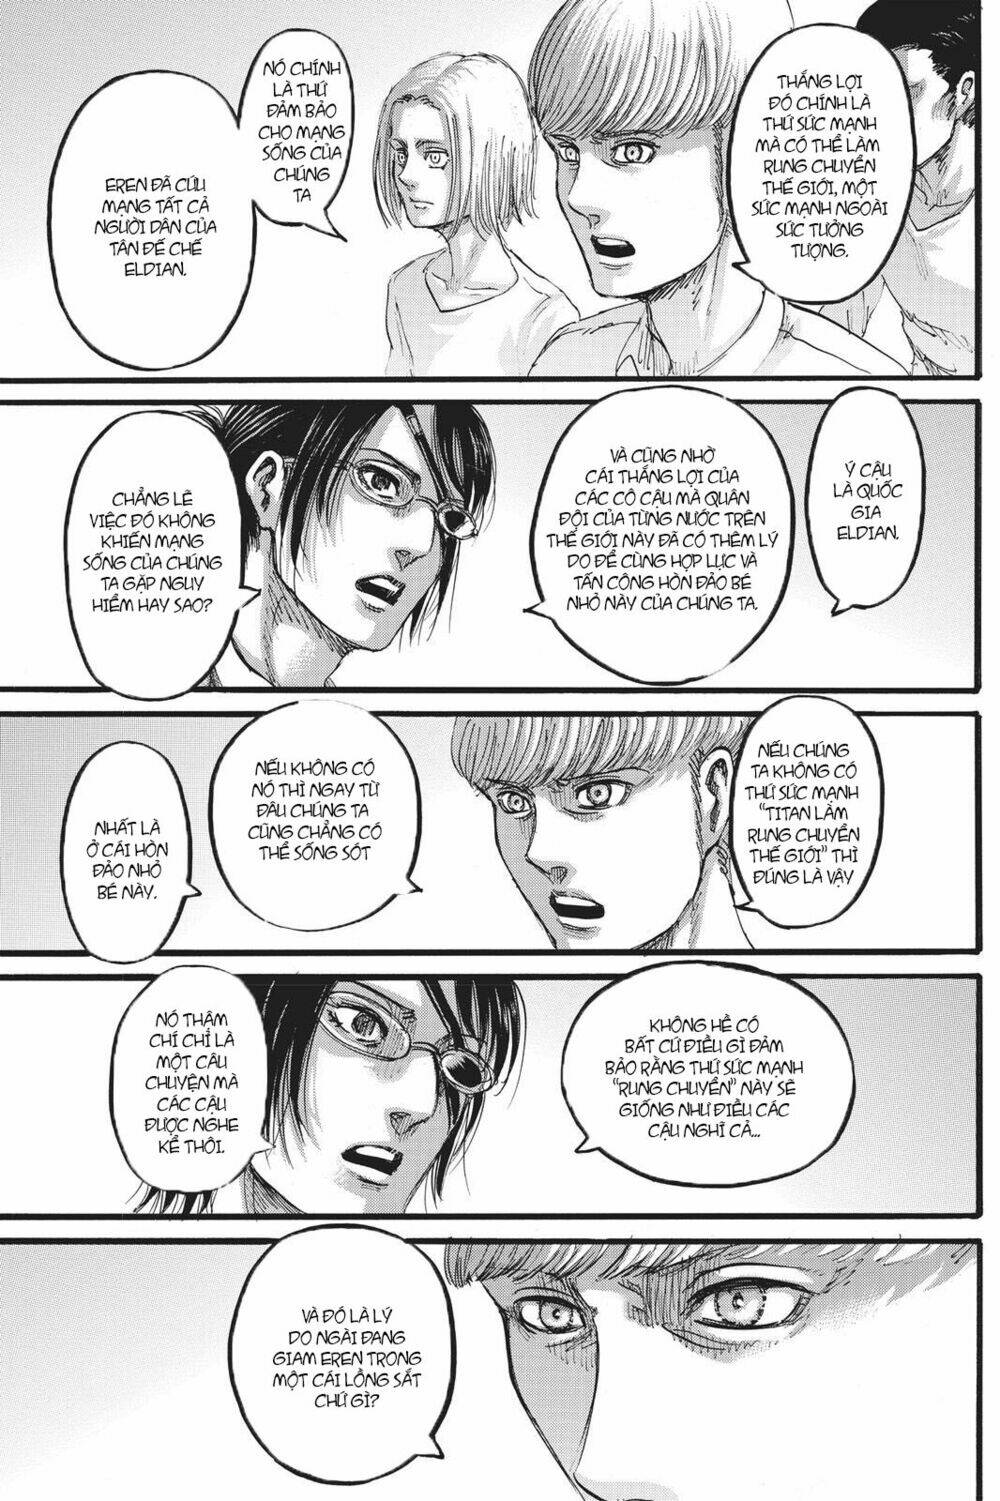 THẮNG LỢI
ĐÓ CHÍNH LÀ
THỨ SỨC MẠNH
MÀ CÓ THỂ LÀM
RUNG CHUYỂN
THẾ GIỚI, MỘT
SỨC MẠNH NGOÀI
SỨC TƯỞNG
TƯỢNG.
NÓ CHÍNH
LÀ THỨ
ĐẢM BẢO
CHO MẠNG
SỐNG CỦA
CHÚNG
TA
EREN ĐÃ CỨU
MẠNG TẤT CẢ
NGƯỜI DÂN CỦA
TÂN ĐẾ CHẾ
ELDIAN.
Ý CẬU
LÀ QUỐC
GIA
ELDIAN.
VÀ CŨNG NHỜ
CÁI THẮNG LỢI CỦA
CÁC CÔ CẬU MÀ QUÂN
ĐỘI CỦA TỪNG NƯỚC TRÊN
THẾ GIỚI NÀY ĐÃ CÓ THÊM LÝ
DO ĐỂ CÙNG HỢP LỰC VÀ
TẤN CÔNG HÒN ĐẢO BÉ
NHỎ NÀY CỦA CHÚNG TA.
CHẲNG LẼ
VIỆC ĐÓ KHÔNG
KHIẾN MẠNG
SỐNG CỦA CHÚNG
TA GẶP NGUY
HIỂM HAY SAO?
NẾU CHÚNG
TA KHÔNG CÓ
THỨ SỨC MẠNH
"TITAN LÀM
RUNG CHUYỂN
THẾ GIỚI" THÌ
ĐÚNG LÀ VẬY
NẾU KHÔNG CÓ
NÓ THÌ NGAY TỪ
ĐẦU CHÚNG TA
CŨNG CHẲNG CÓ
THỂ SỐNG SÓT
NHẤT LÀ
Ở CÁI HÒN
ĐẢO NHỎ
BÉ NÀY.
KHÔNG HỀ CÓ
BẤT CỨ ĐIỀU GÌ ĐẢM
BẢO RẰNG THỨ SỨC MẠNH
"RUNG CHUYỂN" NÀY SẼ
GIỐNG NHƯ ĐIỀU CÁC
CẬU NGHĨ CẢ...
NÓ THẬM
CHÍ CHỈ LÀ
MỘT CÂU
CHUYỆN MÀ
CÁC CẬU
ĐƯỢC NGHE
KỂ THÔI.
VÀ ĐÓ LÀ LÝ
DO NGÀI ĐANG
GIAM EREN TRONG
MỘT CÁI LỒNG SẮT
CHỨ GÌ?